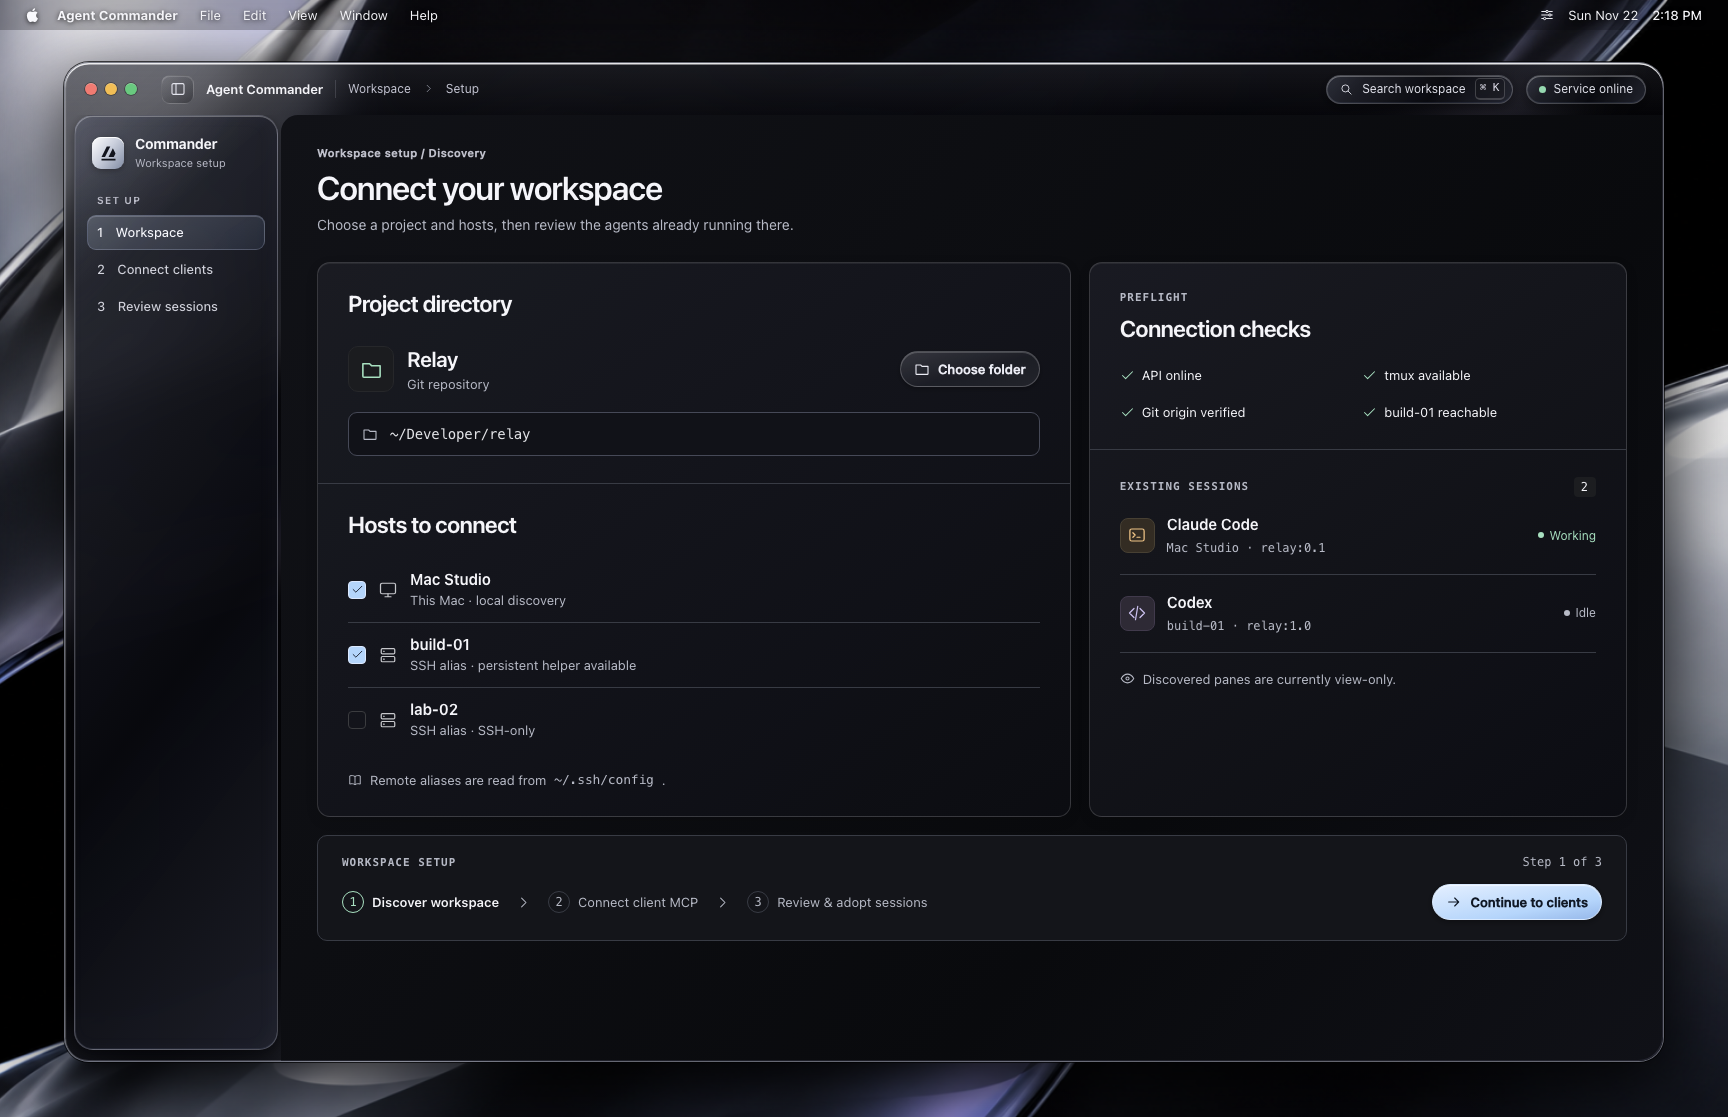 Agent Commander File Edit View Window Help Sun Nov 22 2:18 PM
Agent Commander Workspace Setup Search workspace ⌘ K Service online
Commander
Workspace setup
SET UP
1 Workspace
2 Connect clients
3 Review sessions
Workspace setup / Discovery
Connect your workspace
Choose a project and hosts, then review the agents already running there.
Project directory
Relay
Git repository
Choose folder
~/Developer/relay
Hosts to connect
Mac Studio
This Mac · local discovery
build-01
SSH alias · persistent helper available
lab-02
SSH alias · SSH-only
Remote aliases are read from ~/.ssh/config .
PREFLIGHT
Connection checks
API online tmux available
Git origin verified build-01 reachable
EXISTING SESSIONS 2
Claude Code
Mac Studio · relay:0.1
Working
Codex
build-01 · relay:1.0
Idle
Discovered panes are currently view-only.
WORKSPACE SETUP Step 1 of 3
1 Discover workspace 2 Connect client MCP 3 Review & adopt sessions Continue to clients